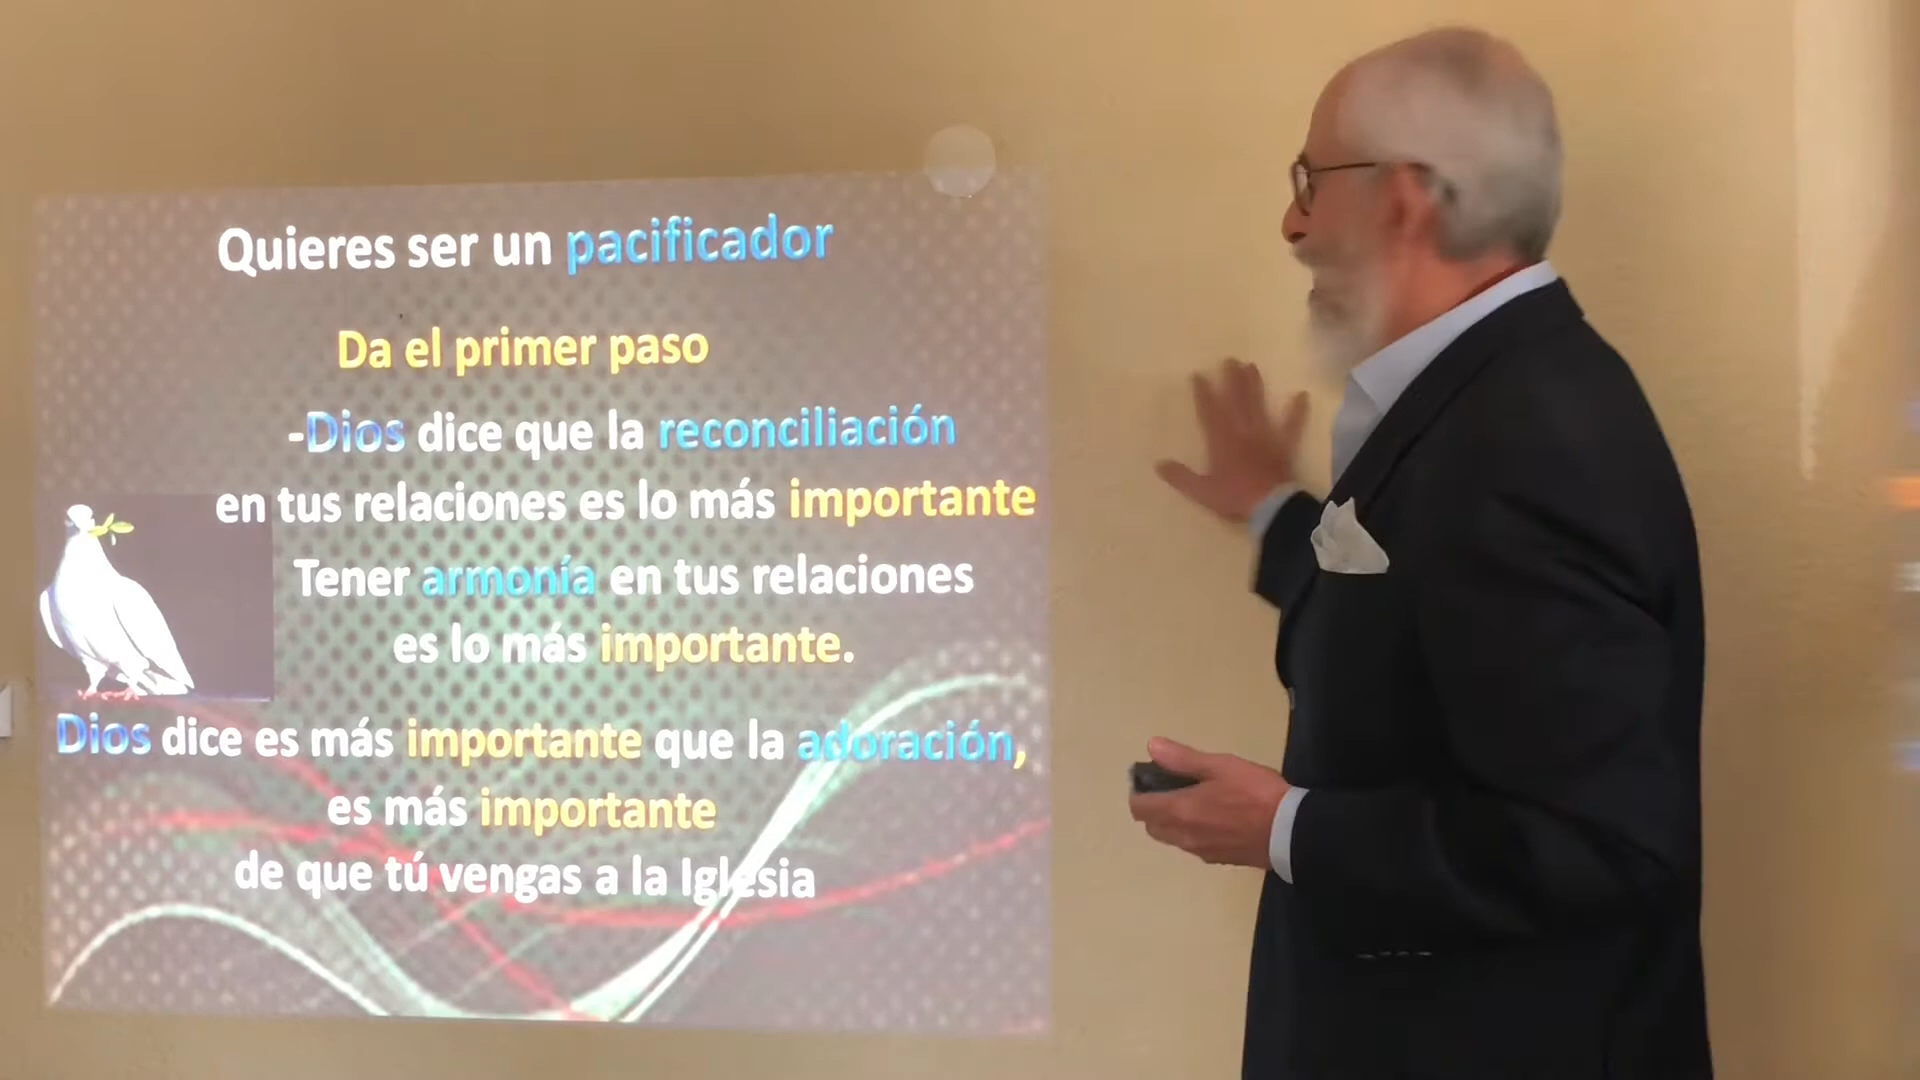 Quieres ser un pacificador
Da el primer paso
-Dios dice que la reconciliación
en tus relaciones es lo más importante
Tener armonía en tus relaciones
es lo más importante.
Dios dice es más importante que la adoración,
es más importante
de que tú vengas a la Iglesia